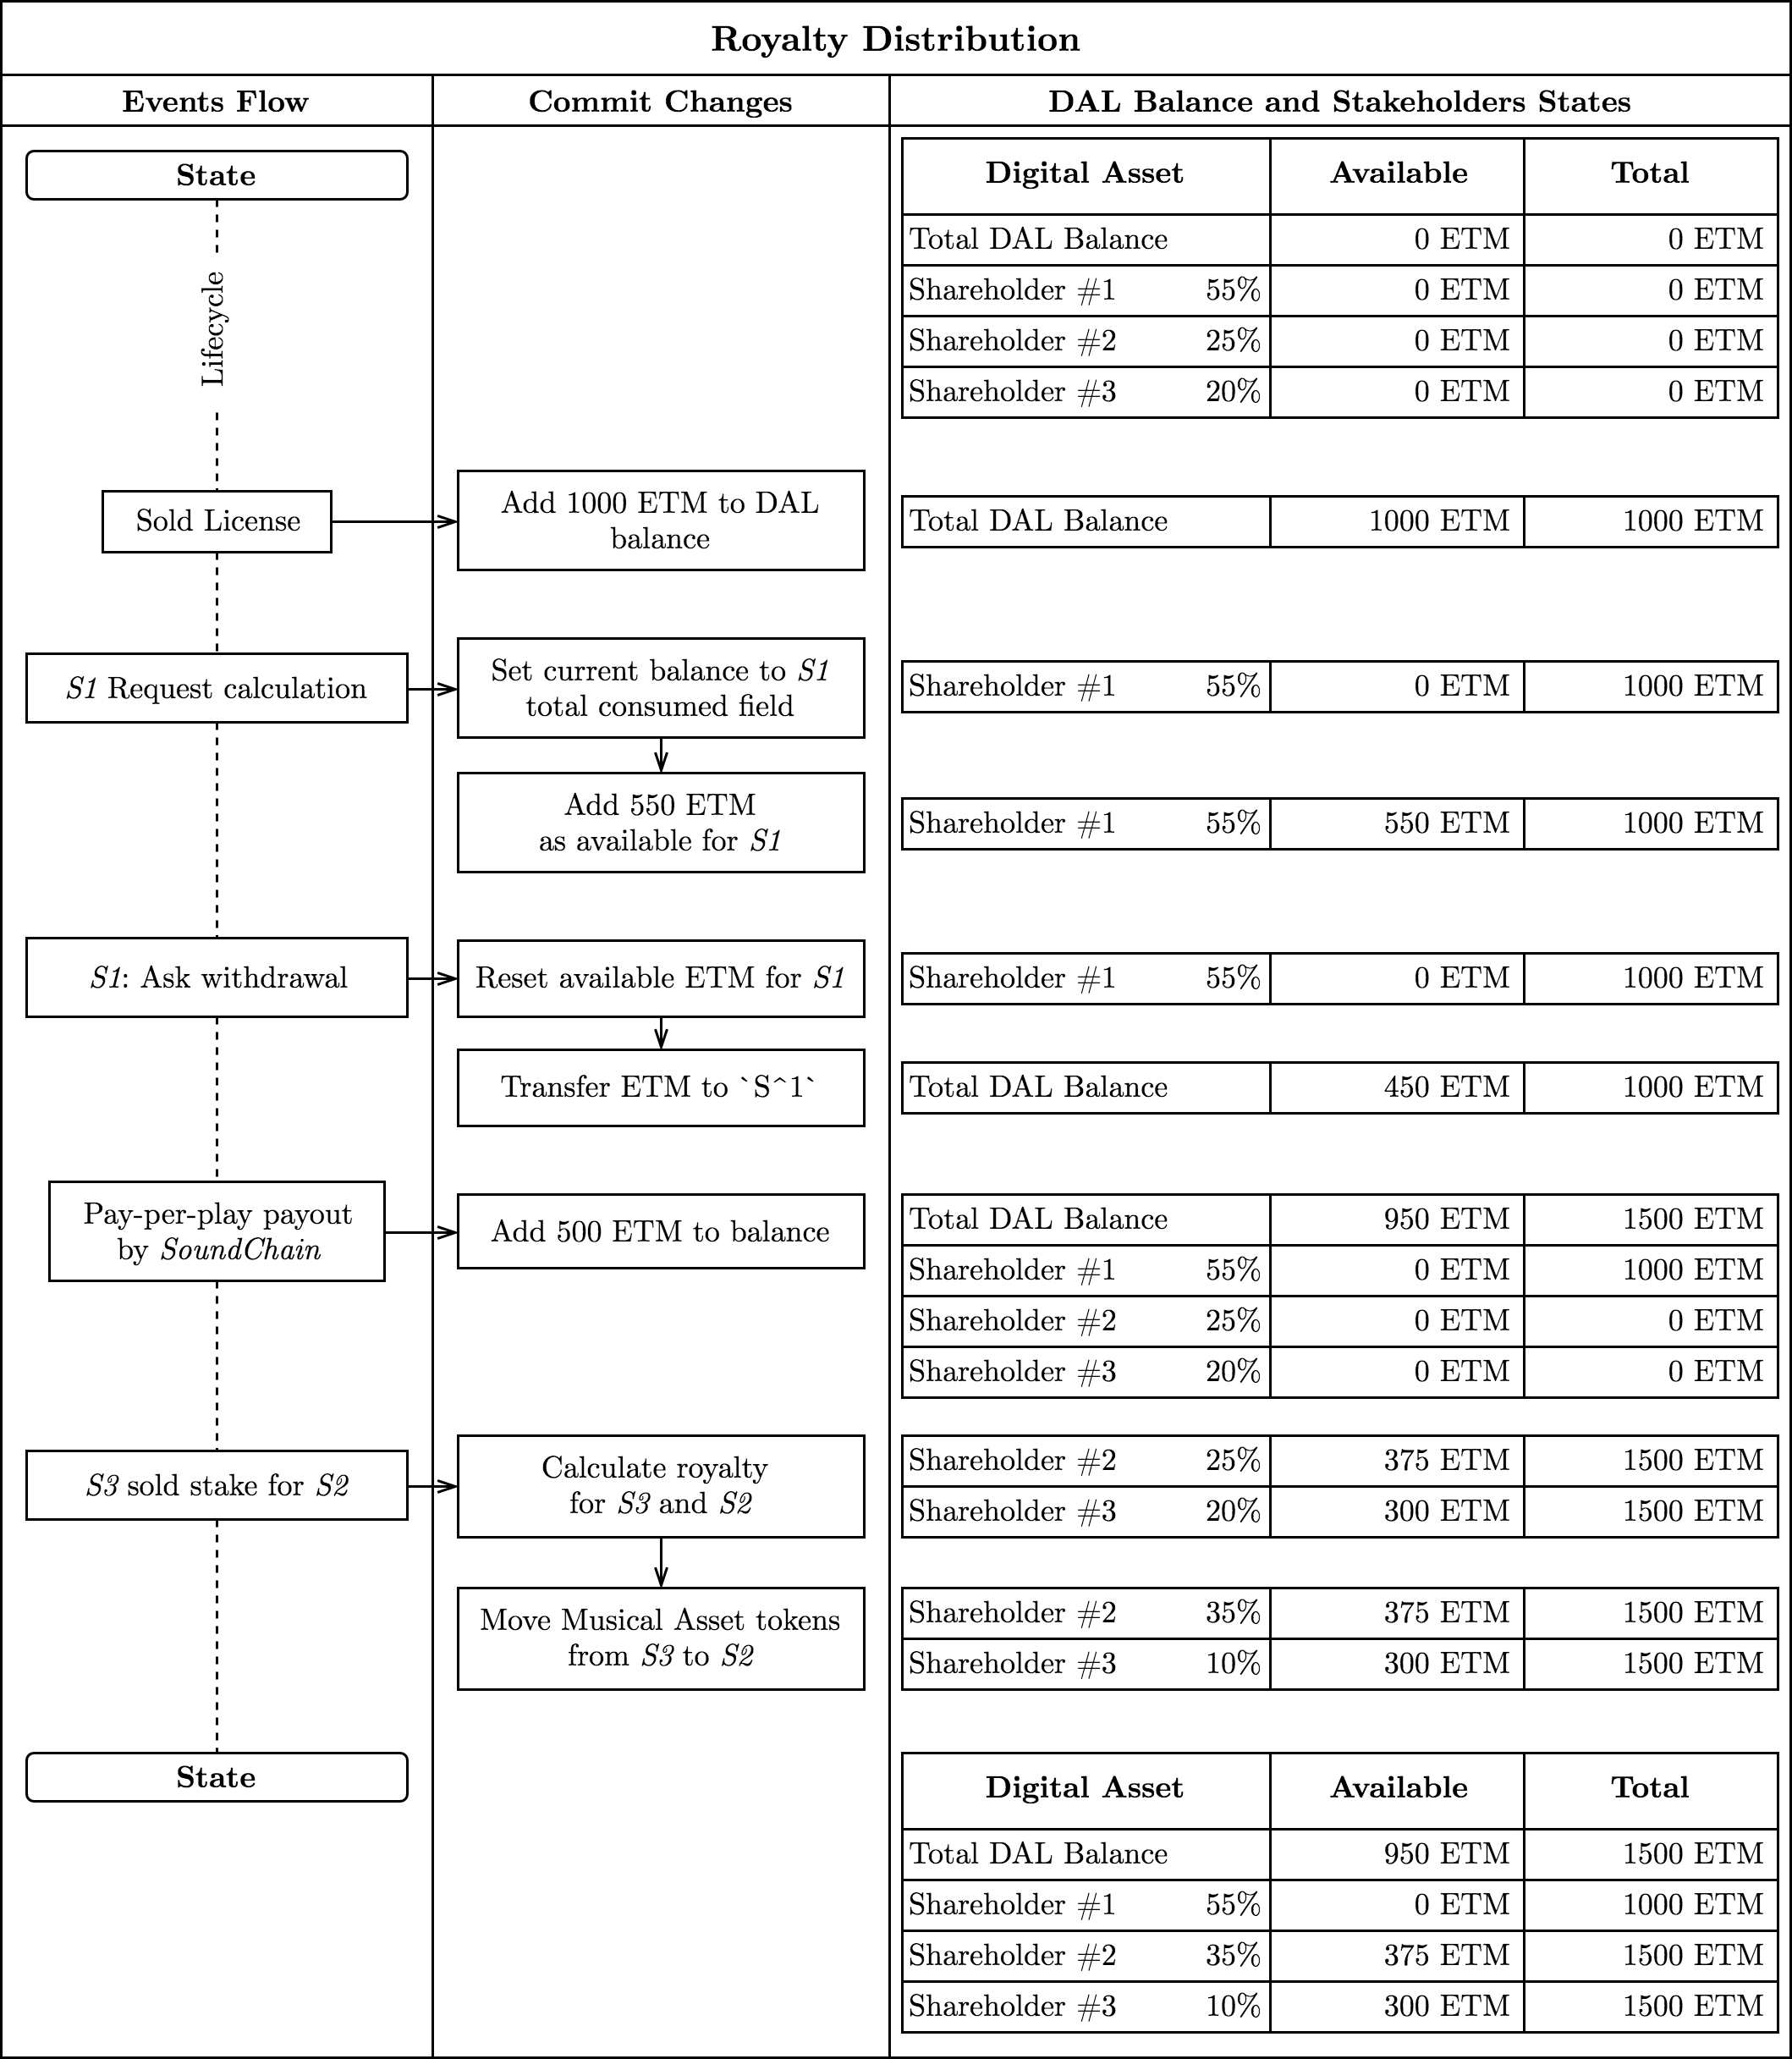 Royalty Distribution
Events Flow
Commit Changes
DAL Balance and Stakeholders States
State
Lifecycle
Digital Asset Available Total
Total DAL Balance 0 ETM 0 ETM
Shareholder #1 55% 0 ETM 0 ETM
Shareholder #2 25% 0 ETM 0 ETM
Shareholder #3 20% 0 ETM 0 ETM
Sold License
Add 1000 ETM to DAL
balance
Total DAL Balance 1000 ETM 1000 ETM
S1 Request calculation
Set current balance to S1
total consumed field
Shareholder #1 55% 0 ETM 1000 ETM
Add 550 ETM
as available for S1
Shareholder #1 55% 550 ETM 1000 ETM
S1: Ask withdrawal
Reset available ETM for S1
Shareholder #1 55% 0 ETM 1000 ETM
Transfer ETM to `S^1`
Total DAL Balance 450 ETM 1000 ETM
Pay-per-play payout
by SoundChain
Add 500 ETM to balance
Total DAL Balance 950 ETM 1500 ETM
Shareholder #1 55% 0 ETM 1000 ETM
Shareholder #2 25% 0 ETM 0 ETM
Shareholder #3 20% 0 ETM 0 ETM
S3 sold stake for S2
Calculate royalty
for S3 and S2
Shareholder #2 25% 375 ETM 1500 ETM
Shareholder #3 20% 300 ETM 1500 ETM
Move Musical Asset tokens
from S3 to S2
Shareholder #2 35% 375 ETM 1500 ETM
Shareholder #3 10% 300 ETM 1500 ETM
State
Digital Asset Available Total
Total DAL Balance 950 ETM 1500 ETM
Shareholder #1 55% 0 ETM 1000 ETM
Shareholder #2 35% 375 ETM 1500 ETM
Shareholder #3 10% 300 ETM 1500 ETM